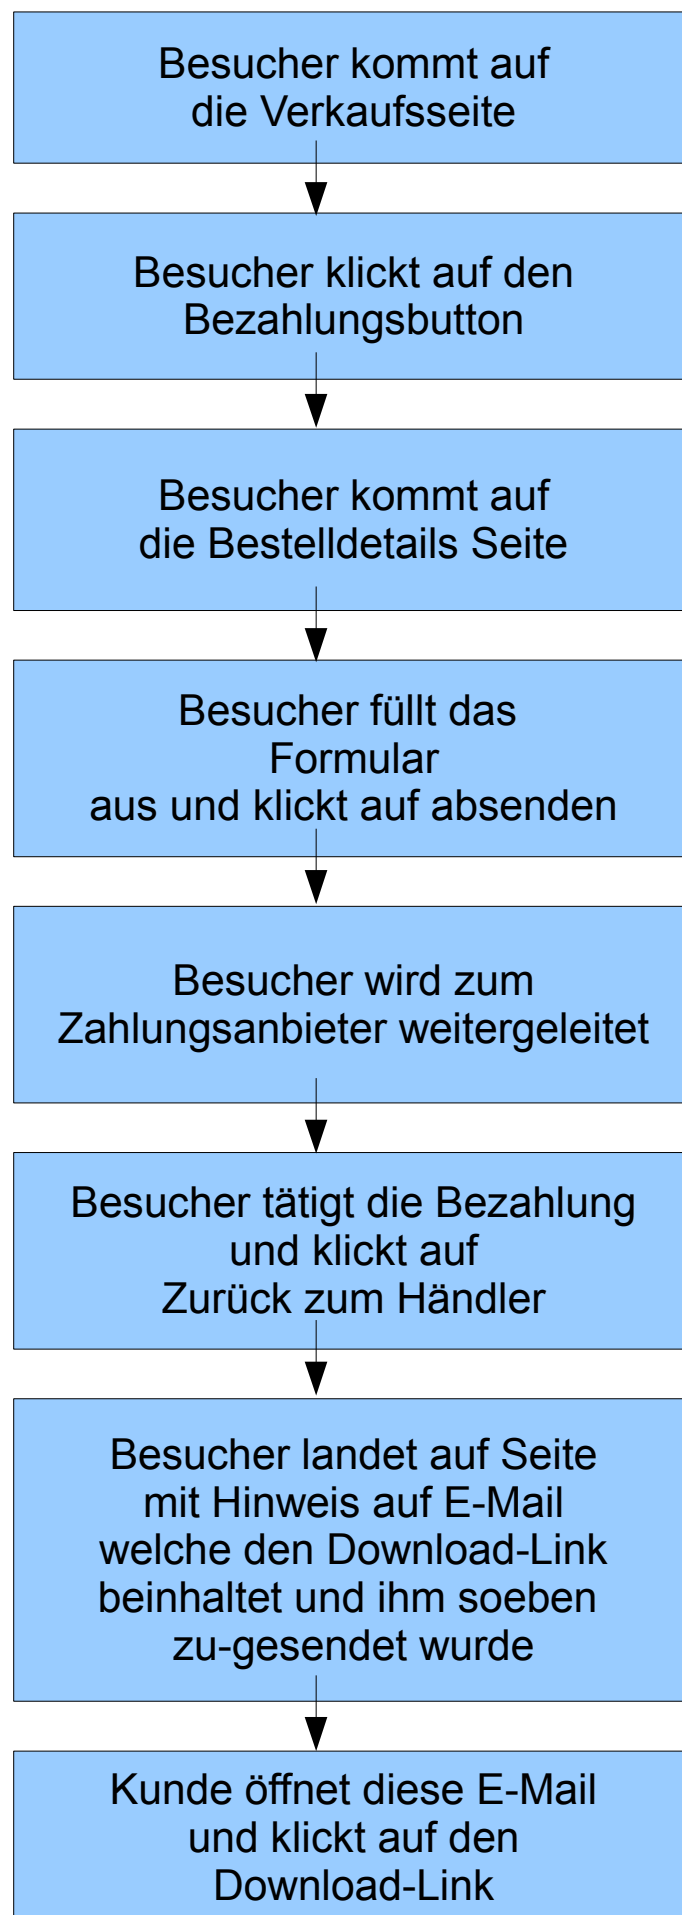 Besucher kommt auf
die Verkaufsseite
Besucher klickt auf den
Bezahlungsbutton
Besucher kommt auf
die Bestelldetails Seite
Besucher füllt das
Formular
aus und klickt auf absenden
Besucher wird zum
Zahlungsanbieter weitergeleitet
Besucher tätigt die Bezahlung
und klickt auf
Zurück zum Händler
Besucher landet auf Seite
mit Hinweis auf E-Mail
welche den Download-Link
beinhaltet und ihm soeben
zu-gesendet wurde
Kunde öffnet diese E-Mail
und klickt auf den
Download-Link